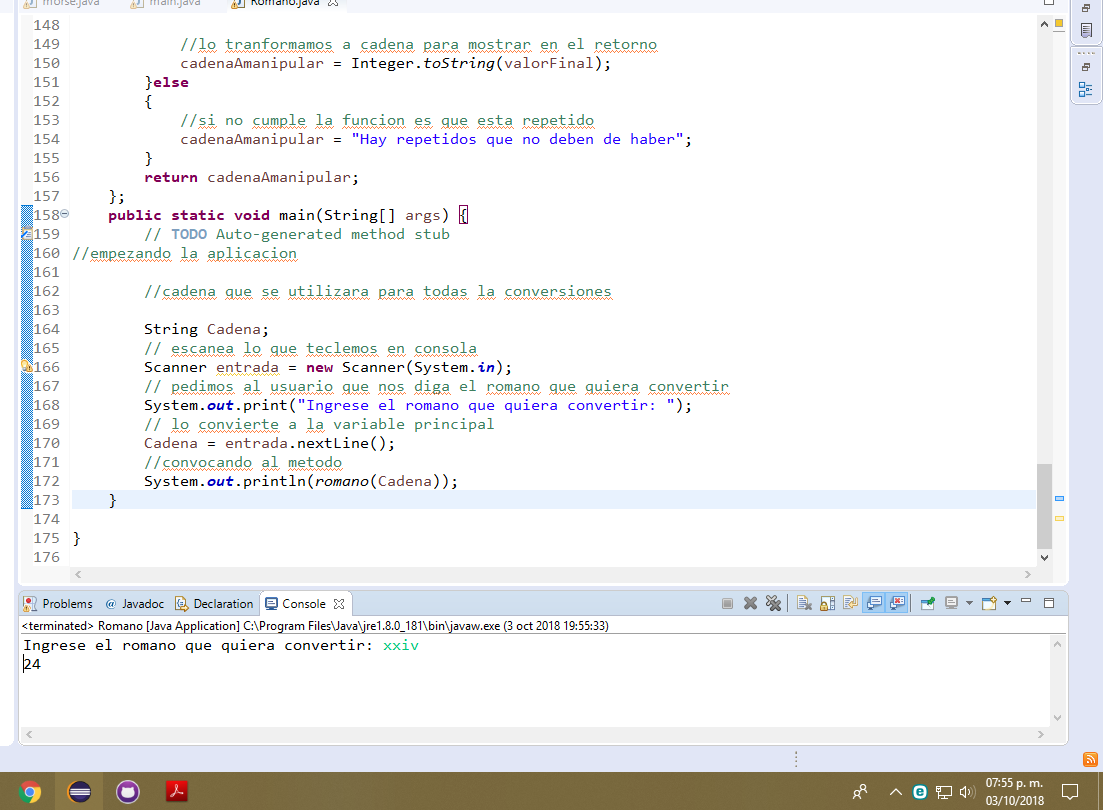 morse.java main.java Romano.java
148
149 //lo tranformamos a cadena para mostrar en el retorno
150 cadenaAmanipular = Integer.toString(valorFinal);
151 }else
152 {
153 //si no cumple la funcion es que esta repetido
154 cadenaAmanipular = "Hay repetidos que no deben de haber";
155 }
156 return cadenaAmanipular;
157 };
158 public static void main(String[] args) {
159 // TODO Auto-generated method stub
160 //empezando la aplicacion
161
162 //cadena que se utilizara para todas la conversiones
163
164 String Cadena;
165 // escanea lo que teclemos en consola
166 Scanner entrada = new Scanner(System.in);
167 // pedimos al usuario que nos diga el romano que quiera convertir
168 System.out.print("Ingrese el romano que quiera convertir: ");
169 // lo convierte a la variable principal
170 Cadena = entrada.nextLine();
171 //convocando al metodo
172 System.out.println(romano(Cadena));
173 }
174
175 }
176
Problems @ Javadoc Declaration Console
<terminated> Romano [Java Application] C:\Program Files\Java\jre1.8.0_181\bin\javaw.exe (3 oct 2018 19:55:33)
Ingrese el romano que quiera convertir: xxiv
24
07:55 p. m.
03/10/2018